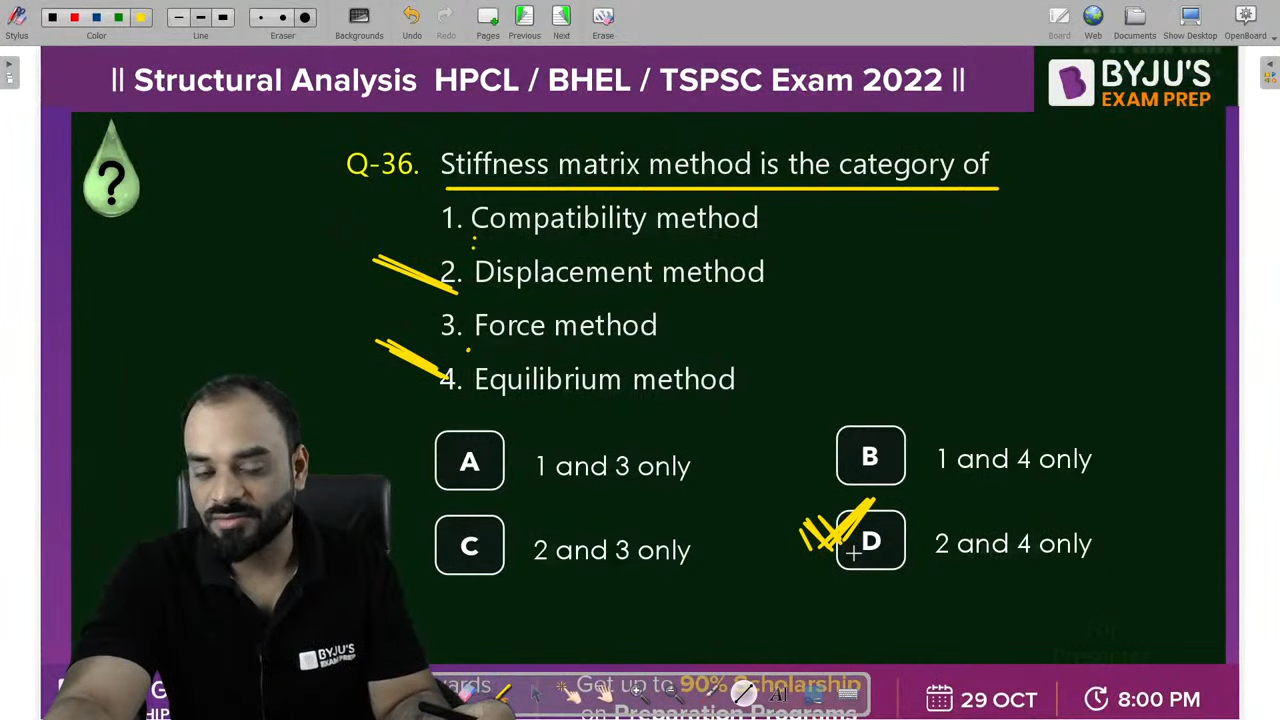 Stylus
Color
Line
Eraser
Backgrounds
Undo
Redo
Pages
Previous
Next
Erase
Board
Web
Documents
Show Desktop
OpenBoard
|| Structural Analysis HPCL / BHEL / TSPSC Exam 2022 ||
BYJU'S
EXAM PREP
?
Q-36. Stiffness matrix method is the category of
1. Compatibility method
2. Displacement method
3. Force method
4. Equilibrium method
A 1 and 3 only
B 1 and 4 only
C 2 and 3 only
D 2 and 4 only
BYJU'S
EXAM PREP
Get up to 90% Scholarship
on Preparation Programs
29 OCT
8:00 PM